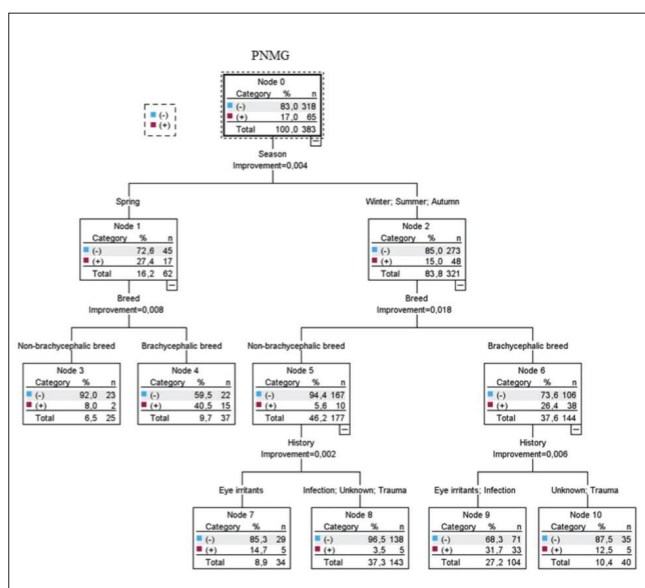 PNMG
Node 0
Category % n
(-) 83,0 318
(+) 17,0 65
Total 100,0 383
(-)
(+)
Season
Improvement=0,004
Spring
Winter; Summer; Autumn
Node 1
Category % n
(-) 72,6 45
(+) 27,4 17
Total 16,2 62
Node 2
Category % n
(-) 85,0 273
(+) 15,0 48
Total 83,8 321
Breed
Improvement=0,008
Breed
Improvement=0,018
Non-brachycephalic breed
Brachycephalic breed
Non-brachycephalic breed
Brachycephalic breed
Node 3
Category % n
(-) 92,0 23
(+) 8,0 2
Total 6,5 25
Node 4
Category % n
(-) 59,5 22
(+) 40,5 15
Total 9,7 37
Node 5
Category % n
(-) 94,4 167
(+) 5,6 10
Total 46,2 177
Node 6
Category % n
(-) 73,6 106
(+) 26,4 38
Total 37,6 144
History
Improvement=0,002
History
Improvement=0,006
Eye irritants
Infection; Unknown; Trauma
Eye irritants; Infection
Unknown; Trauma
Node 7
Category % n
(-) 85,3 29
(+) 14,7 5
Total 8,9 34
Node 8
Category % n
(-) 96,5 138
(+) 3,5 5
Total 37,3 143
Node 9
Category % n
(-) 68,3 71
(+) 31,7 33
Total 27,2 104
Node 10
Category % n
(-) 87,5 35
(+) 12,5 5
Total 10,4 40